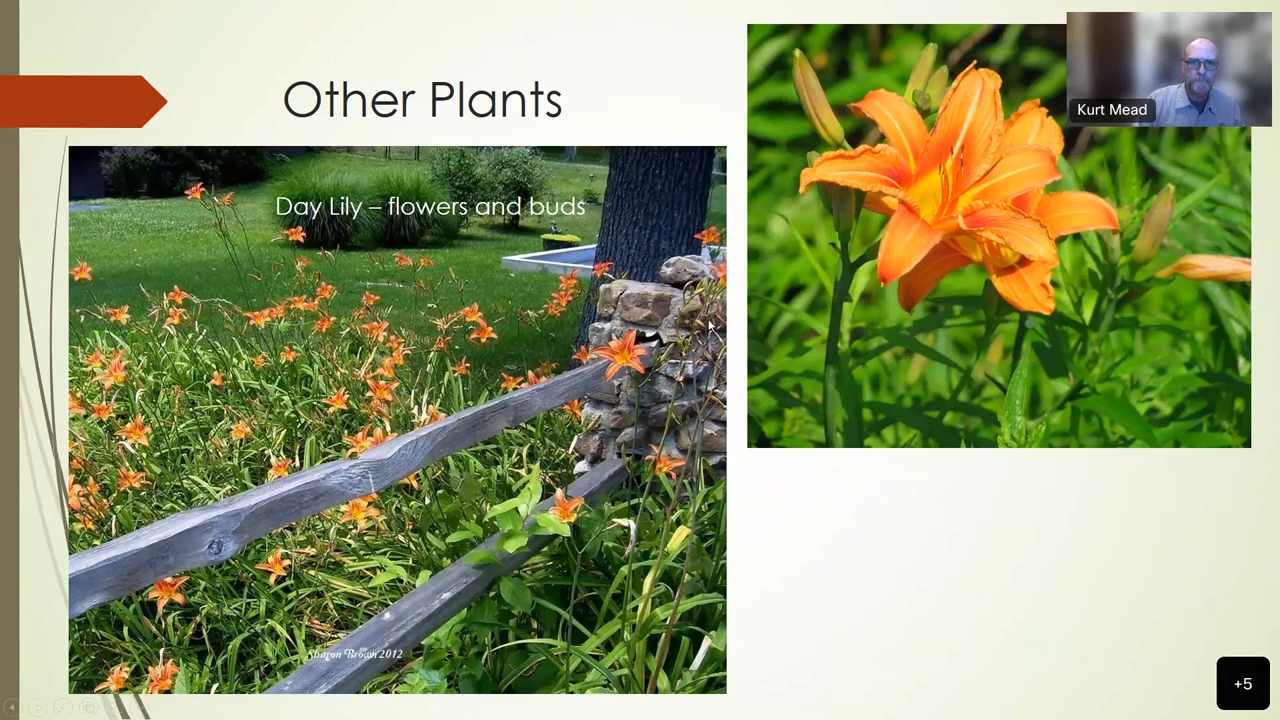 Other Plants
Kurt Mead
Day Lily – flowers and buds
Sharon Brown 2012
+5